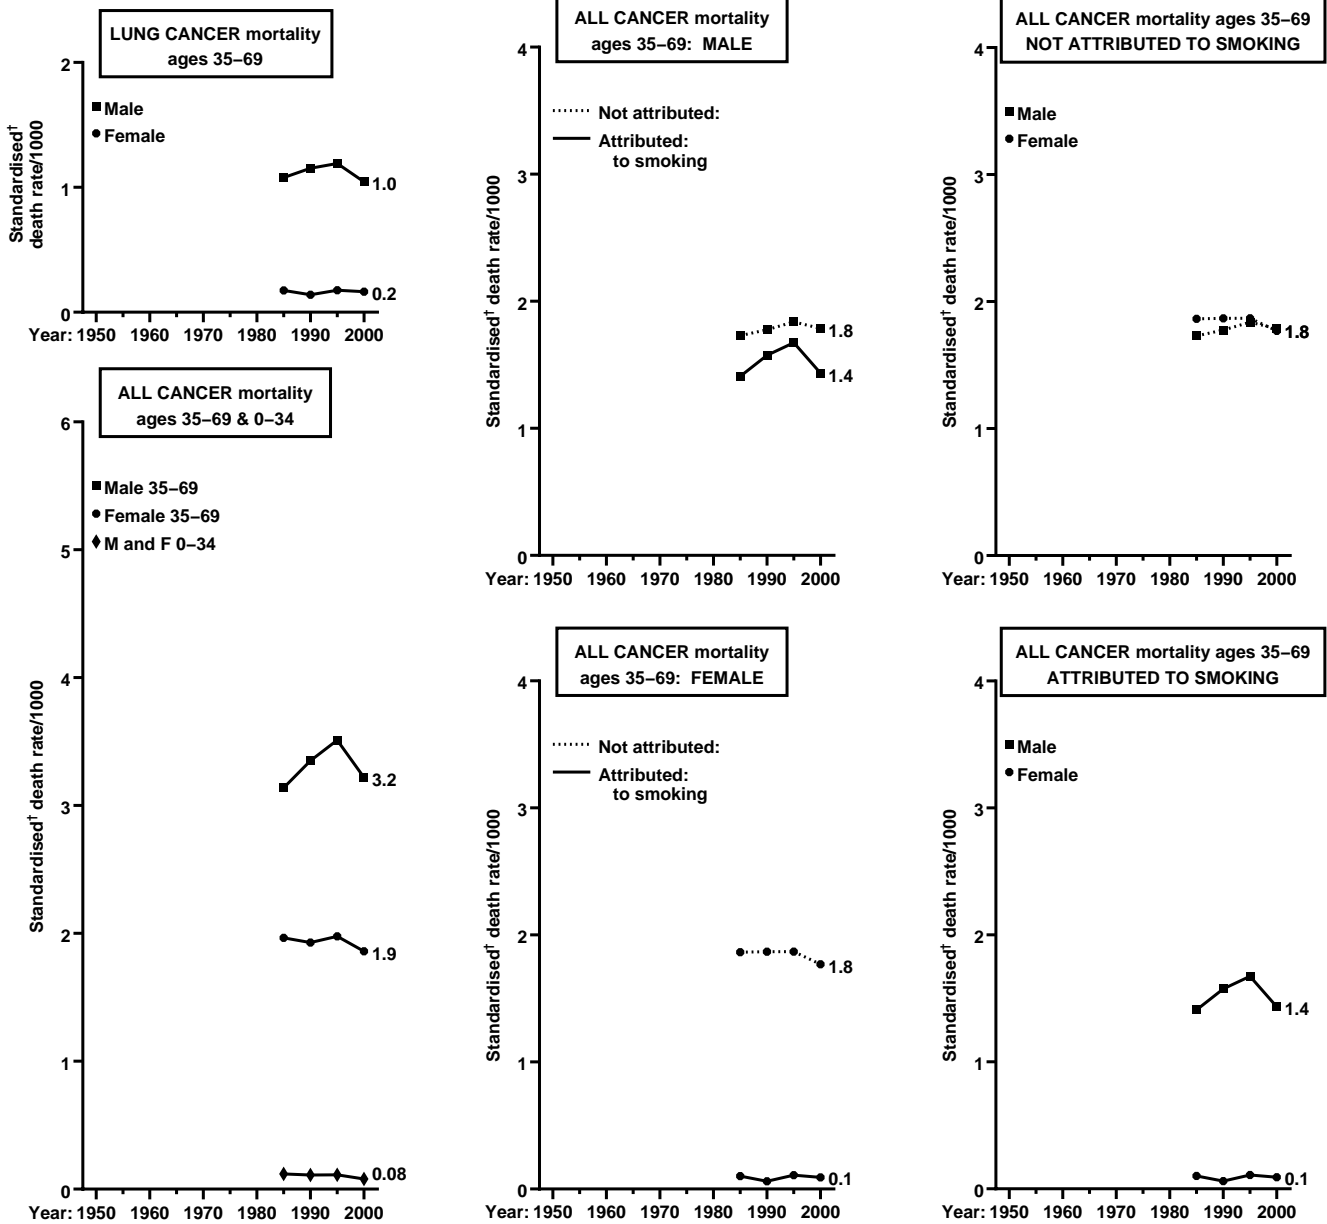 LUNG CANCER mortality
ages 35–69
2
1
0
Standardised†
death rate/1000
Male
Female
1.0
0.2
Year: 1950 1960 1970 1980 1990 2000
ALL CANCER mortality
ages 35–69 & 0–34
6
5
4
3
2
1
0
Standardised† death rate/1000
Male 35–69
Female 35–69
M and F 0–34
3.2
1.9
0.08
Year: 1950 1960 1970 1980 1990 2000
ALL CANCER mortality
ages 35–69: MALE
4
3
2
1
0
Standardised† death rate/1000
Not attributed:
Attributed:
to smoking
1.8
1.4
Year: 1950 1960 1970 1980 1990 2000
ALL CANCER mortality
ages 35–69: FEMALE
4
3
2
1
0
Standardised† death rate/1000
Not attributed:
Attributed:
to smoking
1.8
0.1
Year: 1950 1960 1970 1980 1990 2000
ALL CANCER mortality ages 35–69
NOT ATTRIBUTED TO SMOKING
4
3
2
1
0
Standardised† death rate/1000
Male
Female
1.8
Year: 1950 1960 1970 1980 1990 2000
ALL CANCER mortality ages 35–69
ATTRIBUTED TO SMOKING
4
3
2
1
0
Standardised† death rate/1000
Male
Female
1.4
0.1
Year: 1950 1960 1970 1980 1990 2000